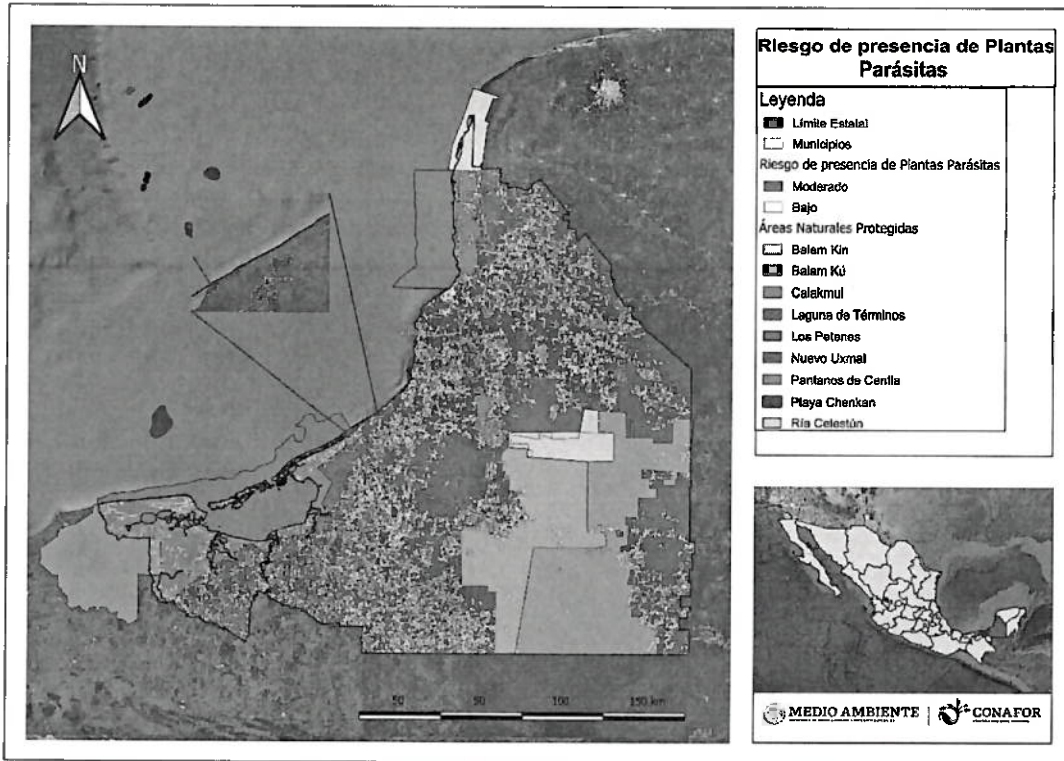 N
50 50 100 150 km
Riesgo de presencia de Plantas
Parásitas
Leyenda
Límite Estatal
Municipios
Riesgo de presencia de Plantas Parásitas
Moderado
Bajo
Áreas Naturales Protegidas
Balam Kin
Balam Kú
Calakmul
Laguna de Términos
Los Petenes
Nuevo Uxmal
Pantanos de Centla
Playa Chenkan
Ría Celestún
MEDIO AMBIENTE | CONAFOR